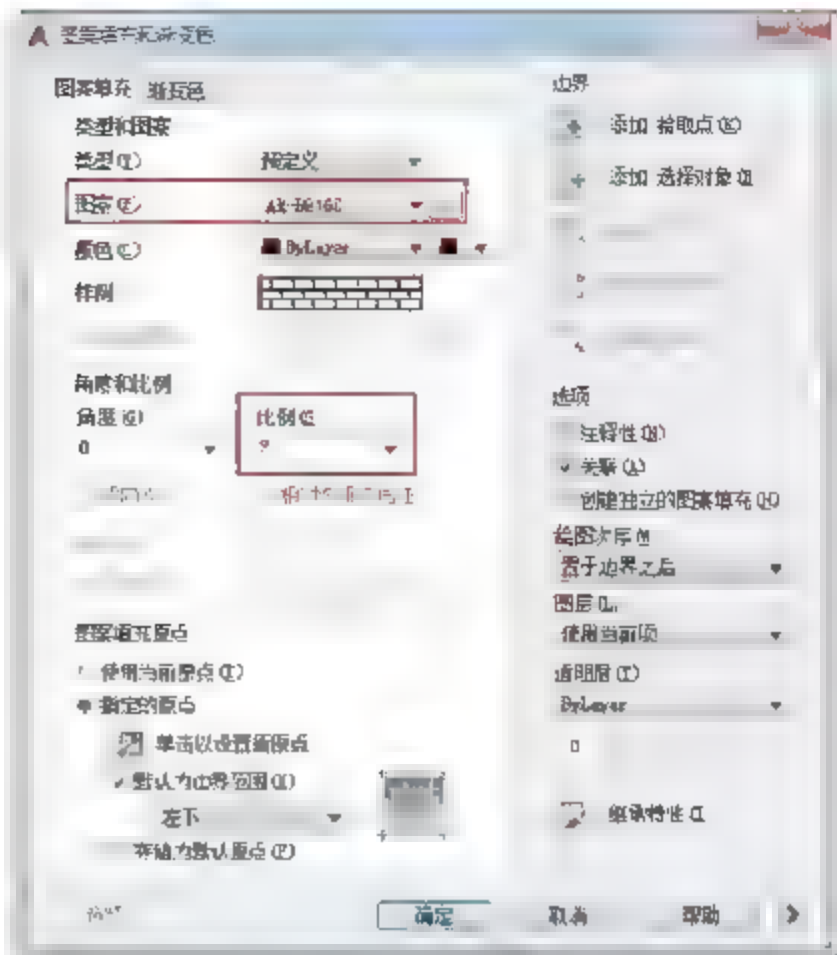 图案填充和渐变色
图案填充 渐变色
类型和图案
类型(Y)
预定义
图案(P)
颜色(C)
ByLayer
样例
角度和比例
角度(G)
比例(S)
0
图案填充原点
使用当前原点(T)
指定的原点
单击以设置新原点
默认为边界范围(X)
左下
存储为默认原点(F)
边界
添加 拾取点(K)
添加 选择对象(B)
选项
注释性(N)
关联(A)
创建独立的图案填充(H)
绘图次序(W)
置于边界之后
图层(L)
使用当前项
透明度(T)
ByLayer
0
继承特性(I)
确定
取消
帮助